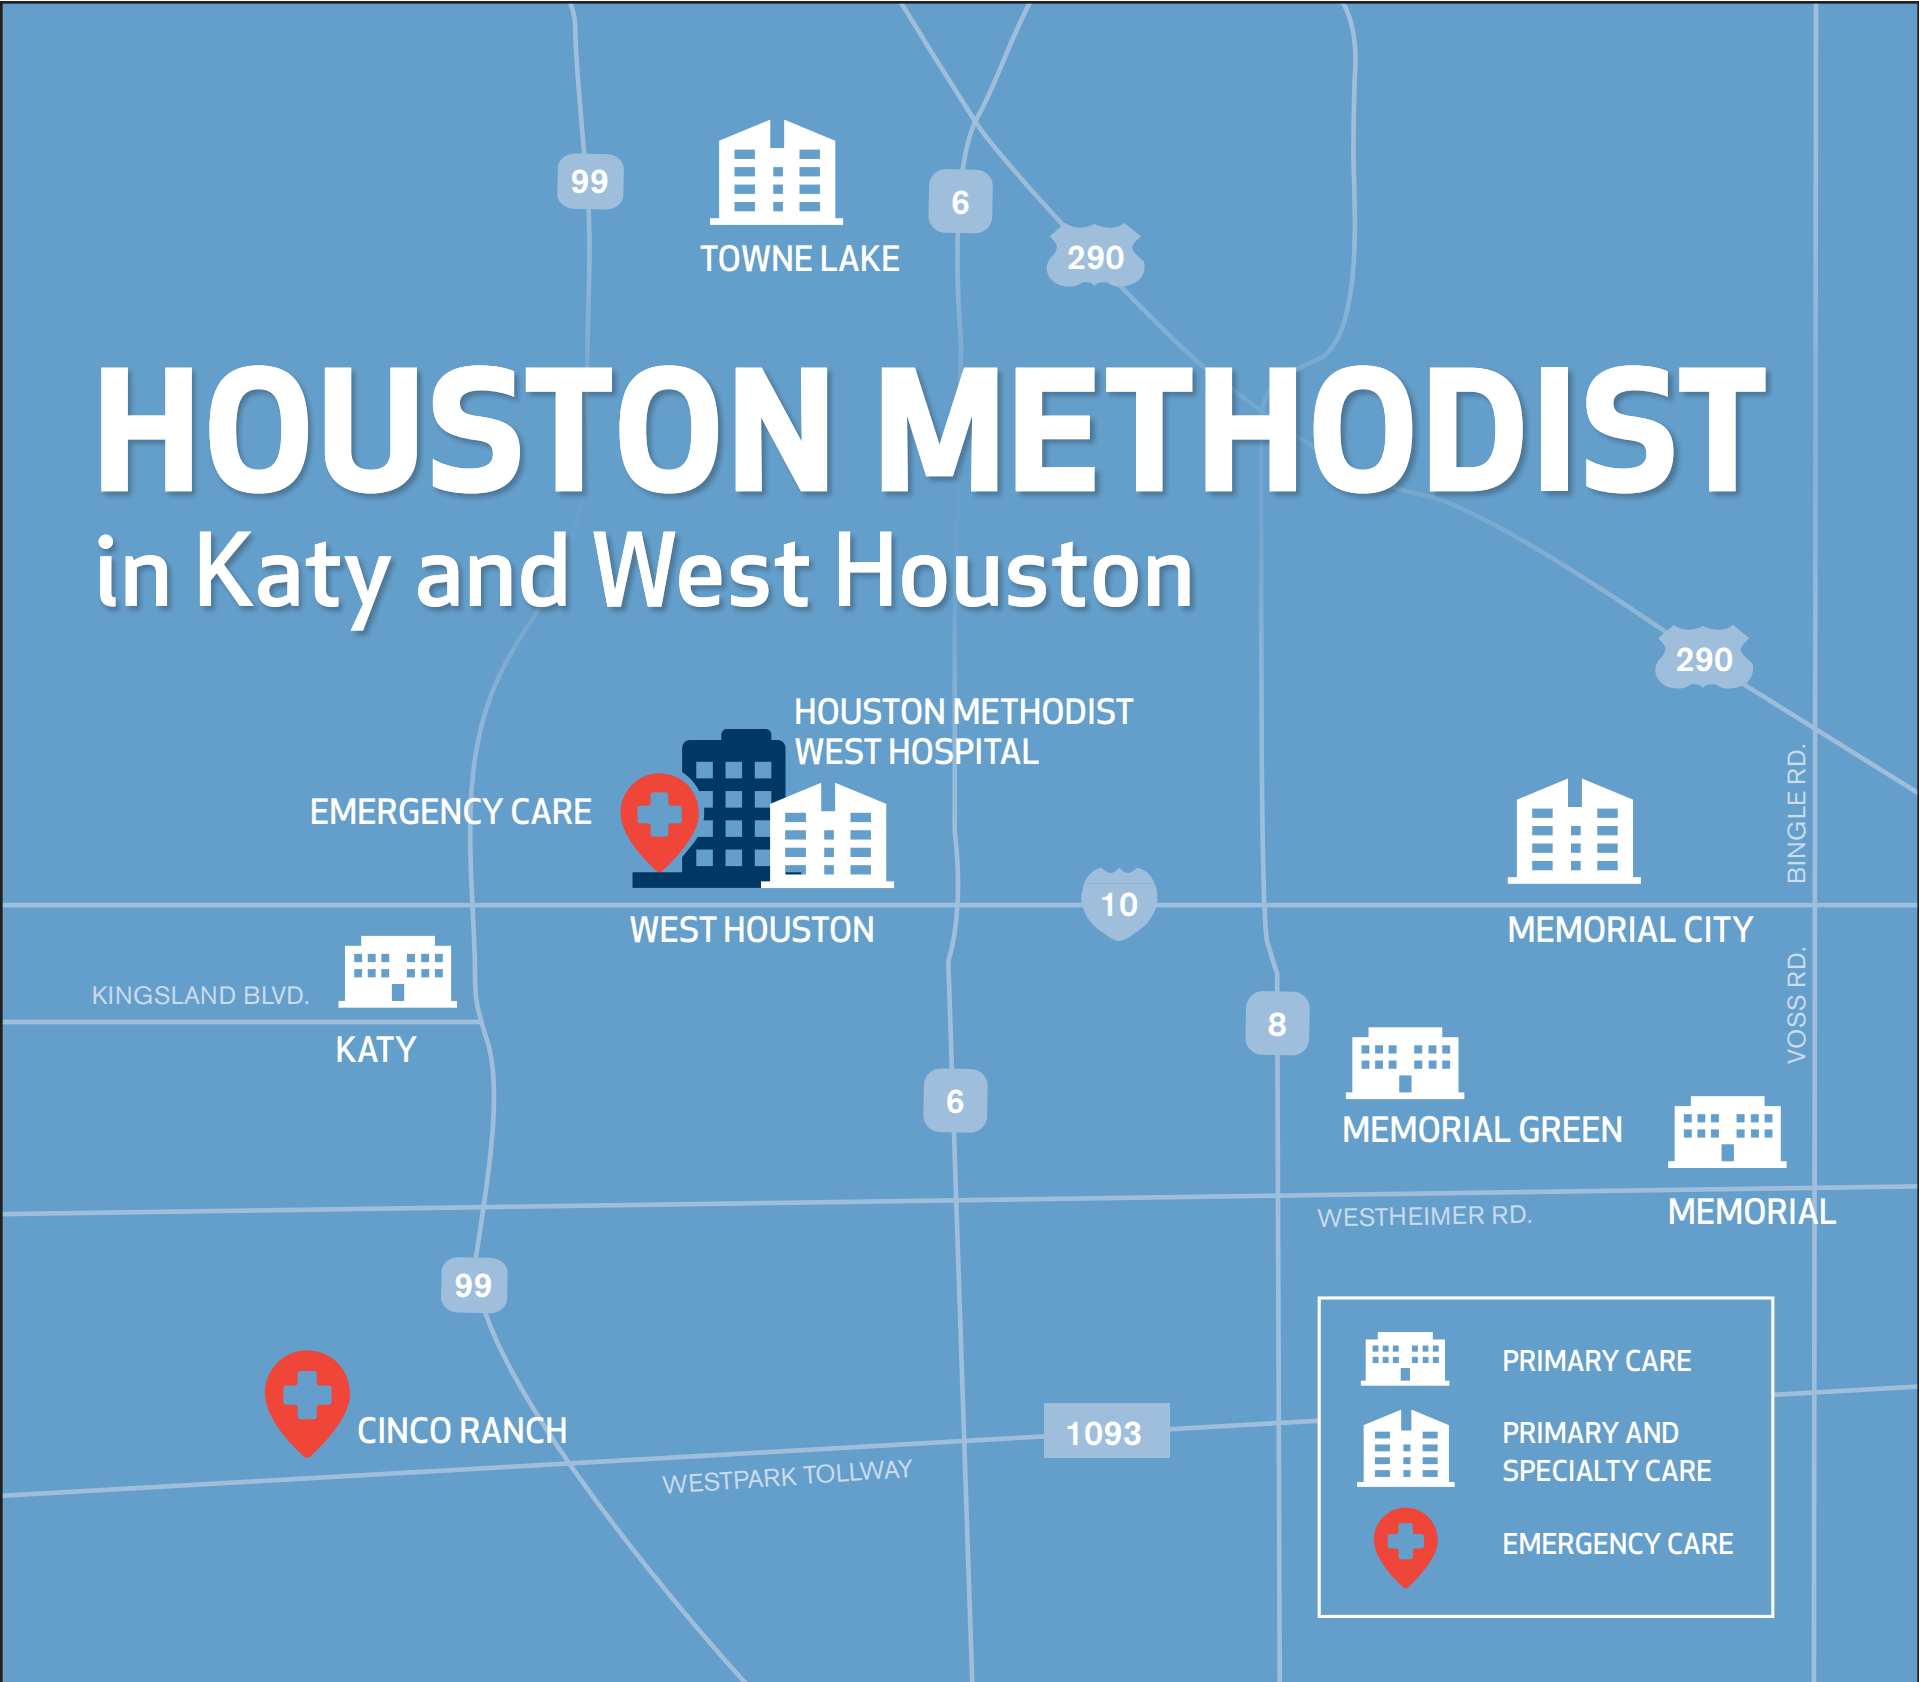 99
TOWNE LAKE
6
290
HOUSTON METHODIST
in Katy and West Houston
290
HOUSTON METHODIST
WEST HOSPITAL
EMERGENCY CARE
BINGLE RD.
10
WEST HOUSTON
MEMORIAL CITY
KINGSLAND BLVD.
KATY
8
VOSS RD.
6
MEMORIAL GREEN
WESTHEIMER RD.
MEMORIAL
99
CINCO RANCH
1093
WESTPARK TOLLWAY
PRIMARY CARE
PRIMARY AND
SPECIALTY CARE
EMERGENCY CARE